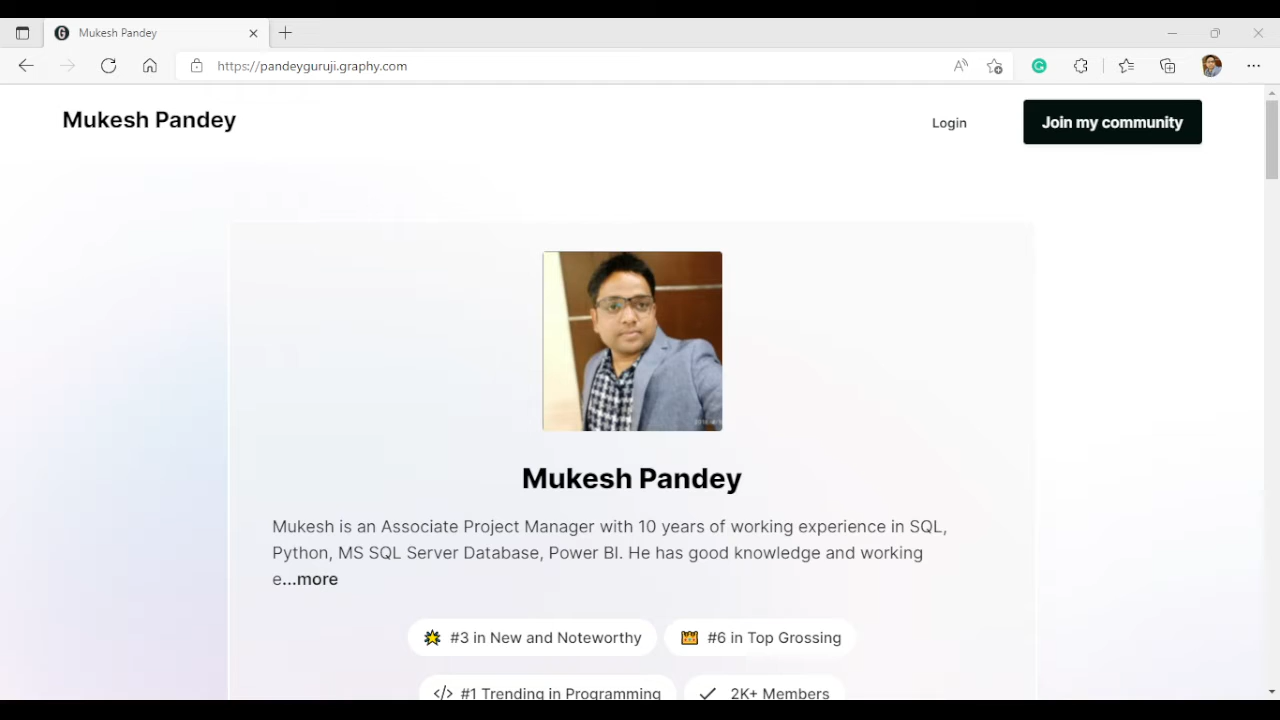 Mukesh Pandey
https://pandeyguruji.graphy.com
Mukesh Pandey
Login
Join my community
Mukesh Pandey
Mukesh is an Associate Project Manager with 10 years of working experience in SQL,
Python, MS SQL Server Database, Power BI. He has good knowledge and working
e...more
#3 in New and Noteworthy
#6 in Top Grossing
#1 Trending in Programming
2K+ Members